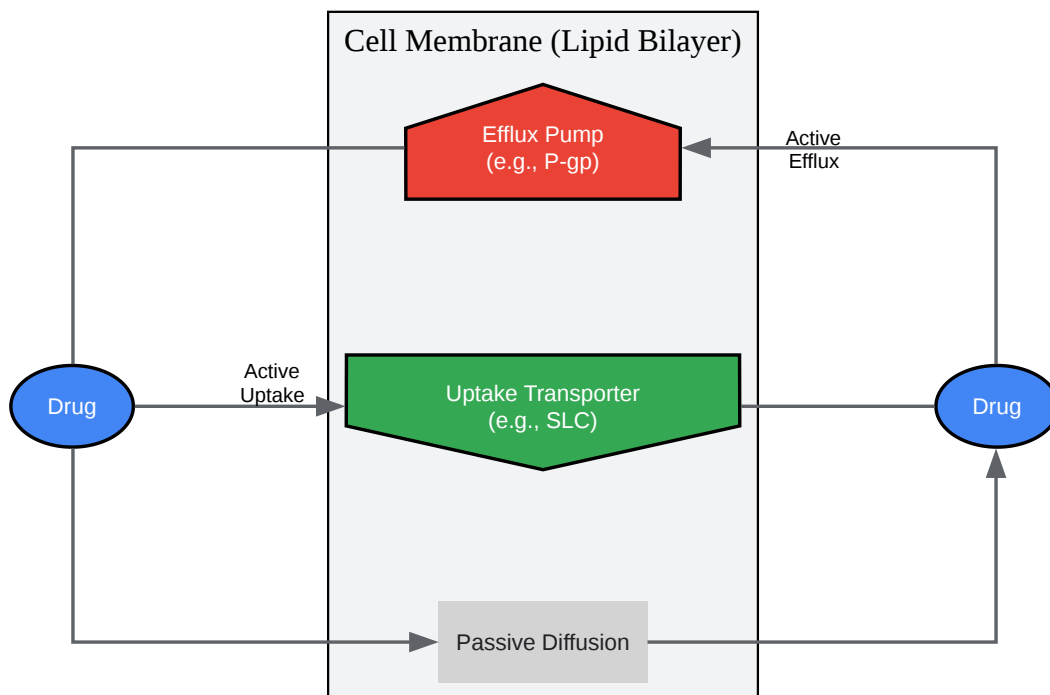 Cell Membrane (Lipid Bilayer)
Efflux Pump
(e.g., P-gp)
Active
Efflux
Active
Uptake
Drug
Uptake Transporter
(e.g., SLC)
Drug
Passive Diffusion